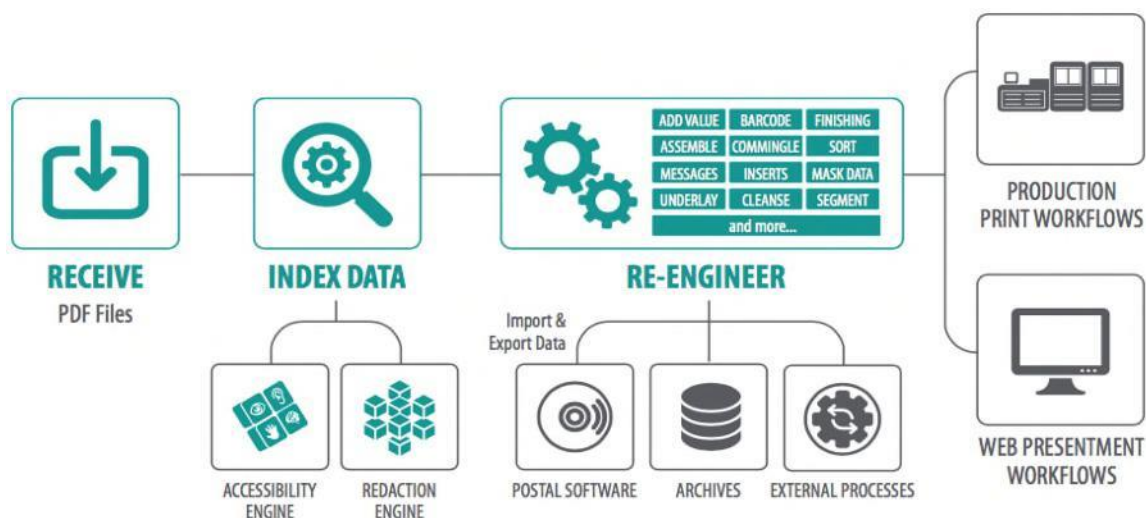 RECEIVE
PDF Files
INDEX DATA
ACCESSIBILITY
ENGINE
REDACTION
ENGINE
ADD VALUE
BARCODE
FINISHING
ASSEMBLE
COMMINGLE
SORT
MESSAGES
INSERTS
MASK DATA
UNDERLAY
CLEANSE
SEGMENT
and more...
RE-ENGINEER
Import &
Export Data
POSTAL SOFTWARE
ARCHIVES
EXTERNAL PROCESSES
PRODUCTION
PRINT WORKFLOWS
WEB PRESENTMENT
WORKFLOWS